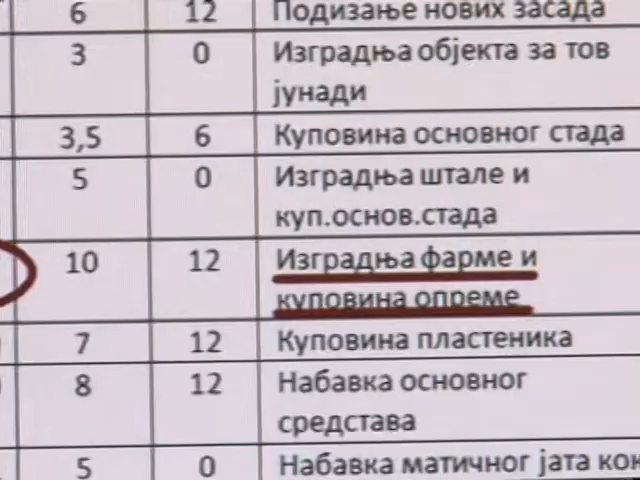 6 12 Подизање нових засада
3 0 Изградња објекта за тов
јунади
3,5 6 Куповина основног стада
5 0 Изградња штале и
куп.основ.стада
10 12 Изградња фарме и
куповина опреме
7 12 Куповина пластеника
8 12 Набавка основног
средстава
5 0 Набавка матичног јата